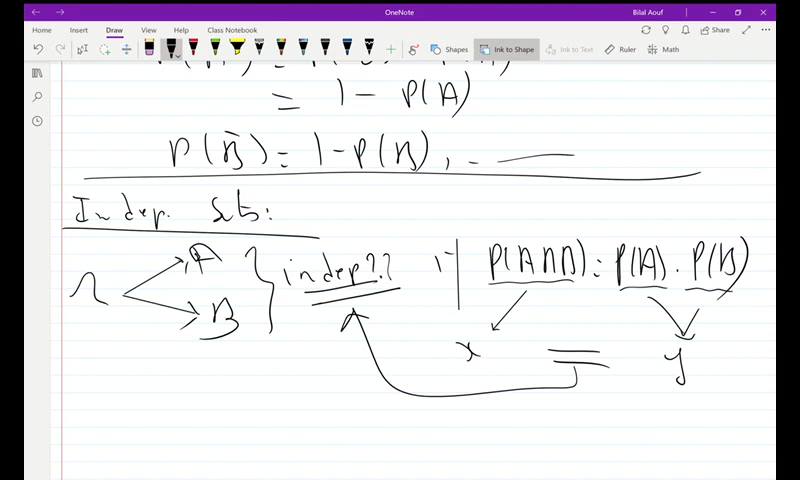 OneNote
Bilal Aouf
Home Insert Draw View Help Class Notebook
Share
Shapes Ink to Shape Ink to Text Ruler Math
= 1 - P(A)
P(B̄) = 1 - P(B), - ——
Indep. Sets:
Ω A B } indep?? if P(A∩B) = P(A) . P(B)
x = y